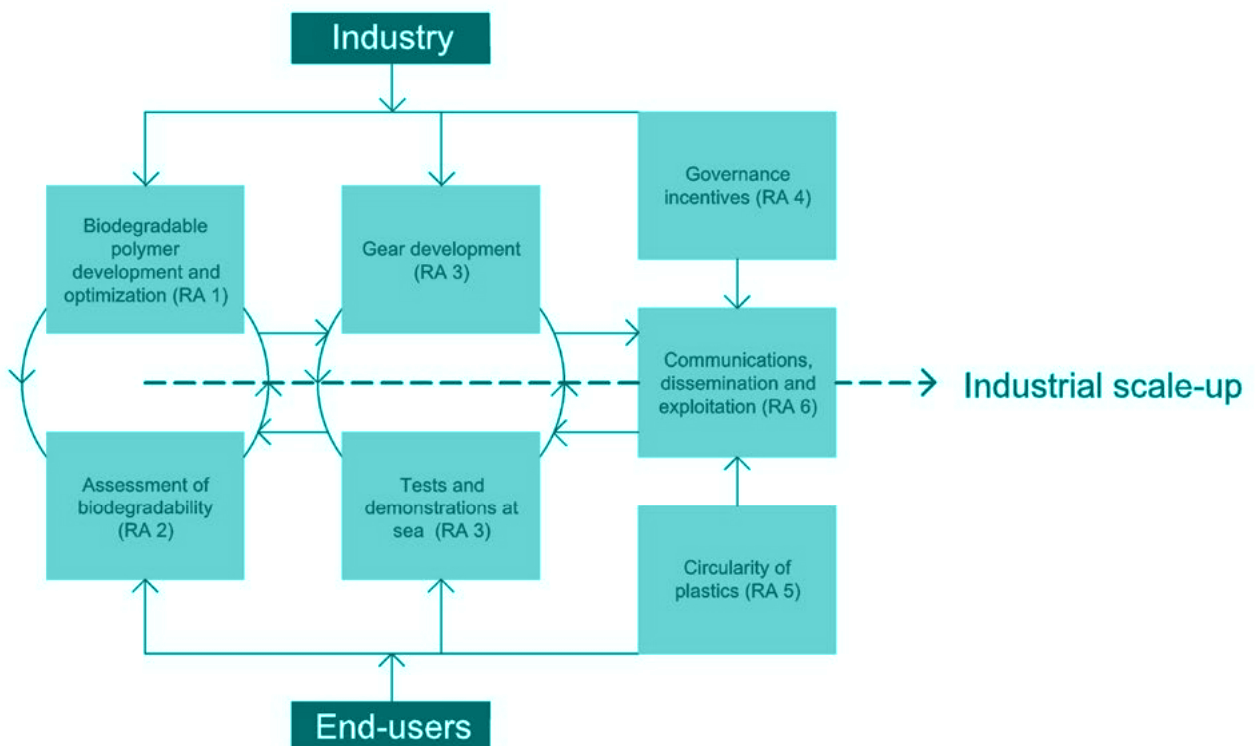 Industry
Governance
incentives (RA 4)
Biodegradable
polymer
development and
optimization (RA 1)
Gear development
(RA 3)
Communications,
dissemination and
exploitation (RA 6)
Industrial scale-up
Assessment of
biodegradability
(RA 2)
Tests and
demonstrations at
sea (RA 3)
Circularity of
plastics (RA 5)
End-users